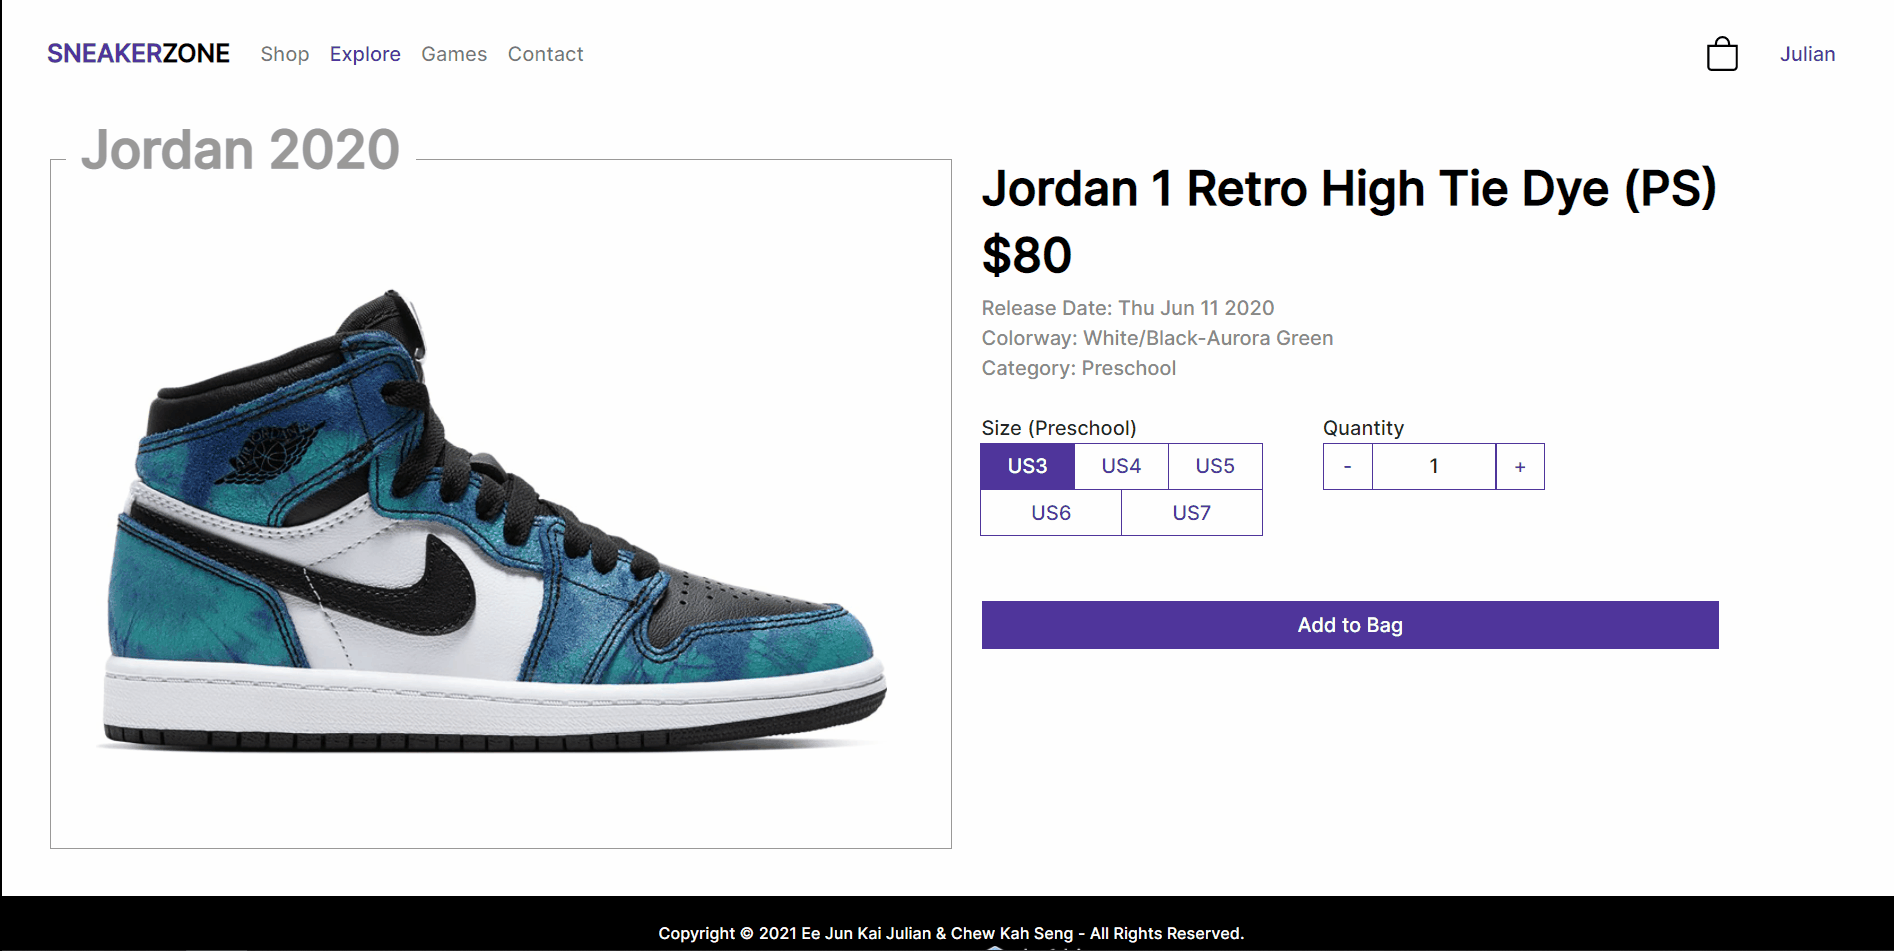 SNEAKERZONE Shop Explore Games Contact Julian
Jordan 2020
Jordan 1 Retro High Tie Dye (PS)
$80
Release Date: Thu Jun 11 2020
Colorway: White/Black-Aurora Green
Category: Preschool
Size (Preschool)
US3 US4 US5
US6 US7
Quantity
- 1 +
Add to Bag
Copyright © 2021 Ee Jun Kai Julian & Chew Kah Seng - All Rights Reserved.